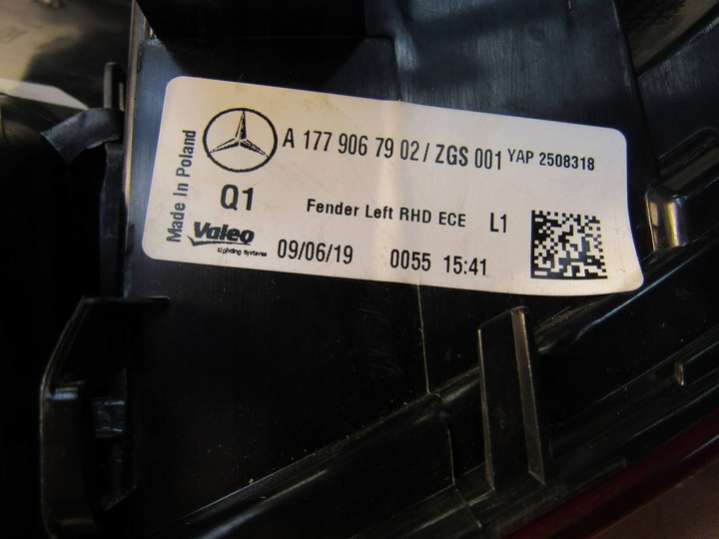 Made In Poland
A 177 906 79 02 / ZGS 001 YAP 2508318
Q1 Fender Left RHD ECE L1
Valeo
Lighting Systems
09/06/19 0055 15:41